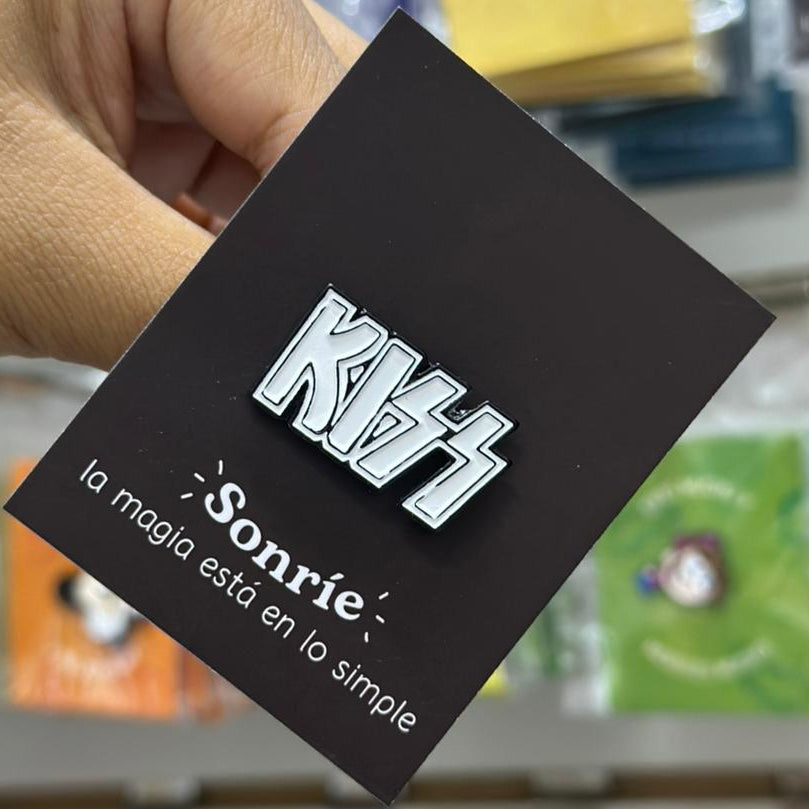 KISS
Sonríe
la magia está en lo simple